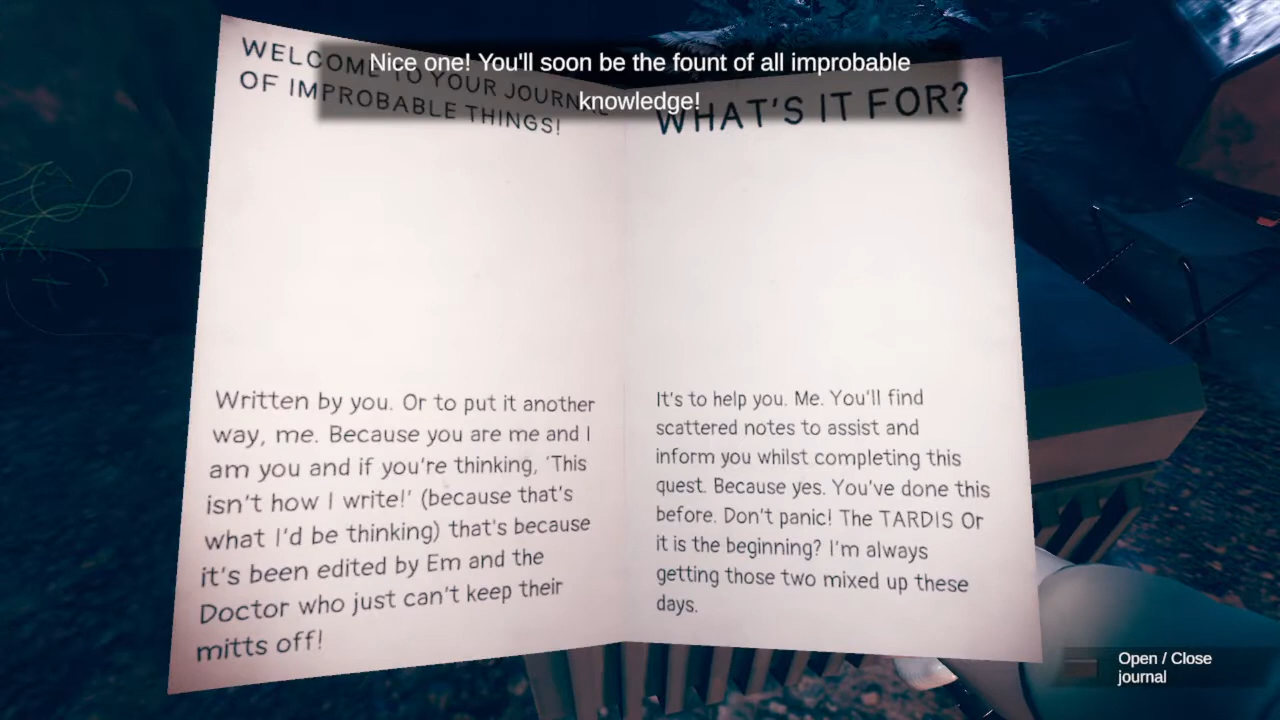 Nice one! You'll soon be the fount of all improbable
knowledge!
WELCOME TO YOUR JOURNAL
OF IMPROBABLE THINGS!
Written by you. Or to put it another
way, me. Because you are me and I
am you and if you're thinking, 'This
isn't how I write!' (because that's
what I'd be thinking) that's because
it's been edited by Em and the
Doctor who just can't keep their
mitts off!
WHAT'S IT FOR?
It's to help you. Me. You'll find
scattered notes to assist and
inform you whilst completing this
quest. Because yes. You've done this
before. Don't panic! The TARDIS Or
it is the beginning? I'm always
getting those two mixed up these
days.
Open / Close
journal